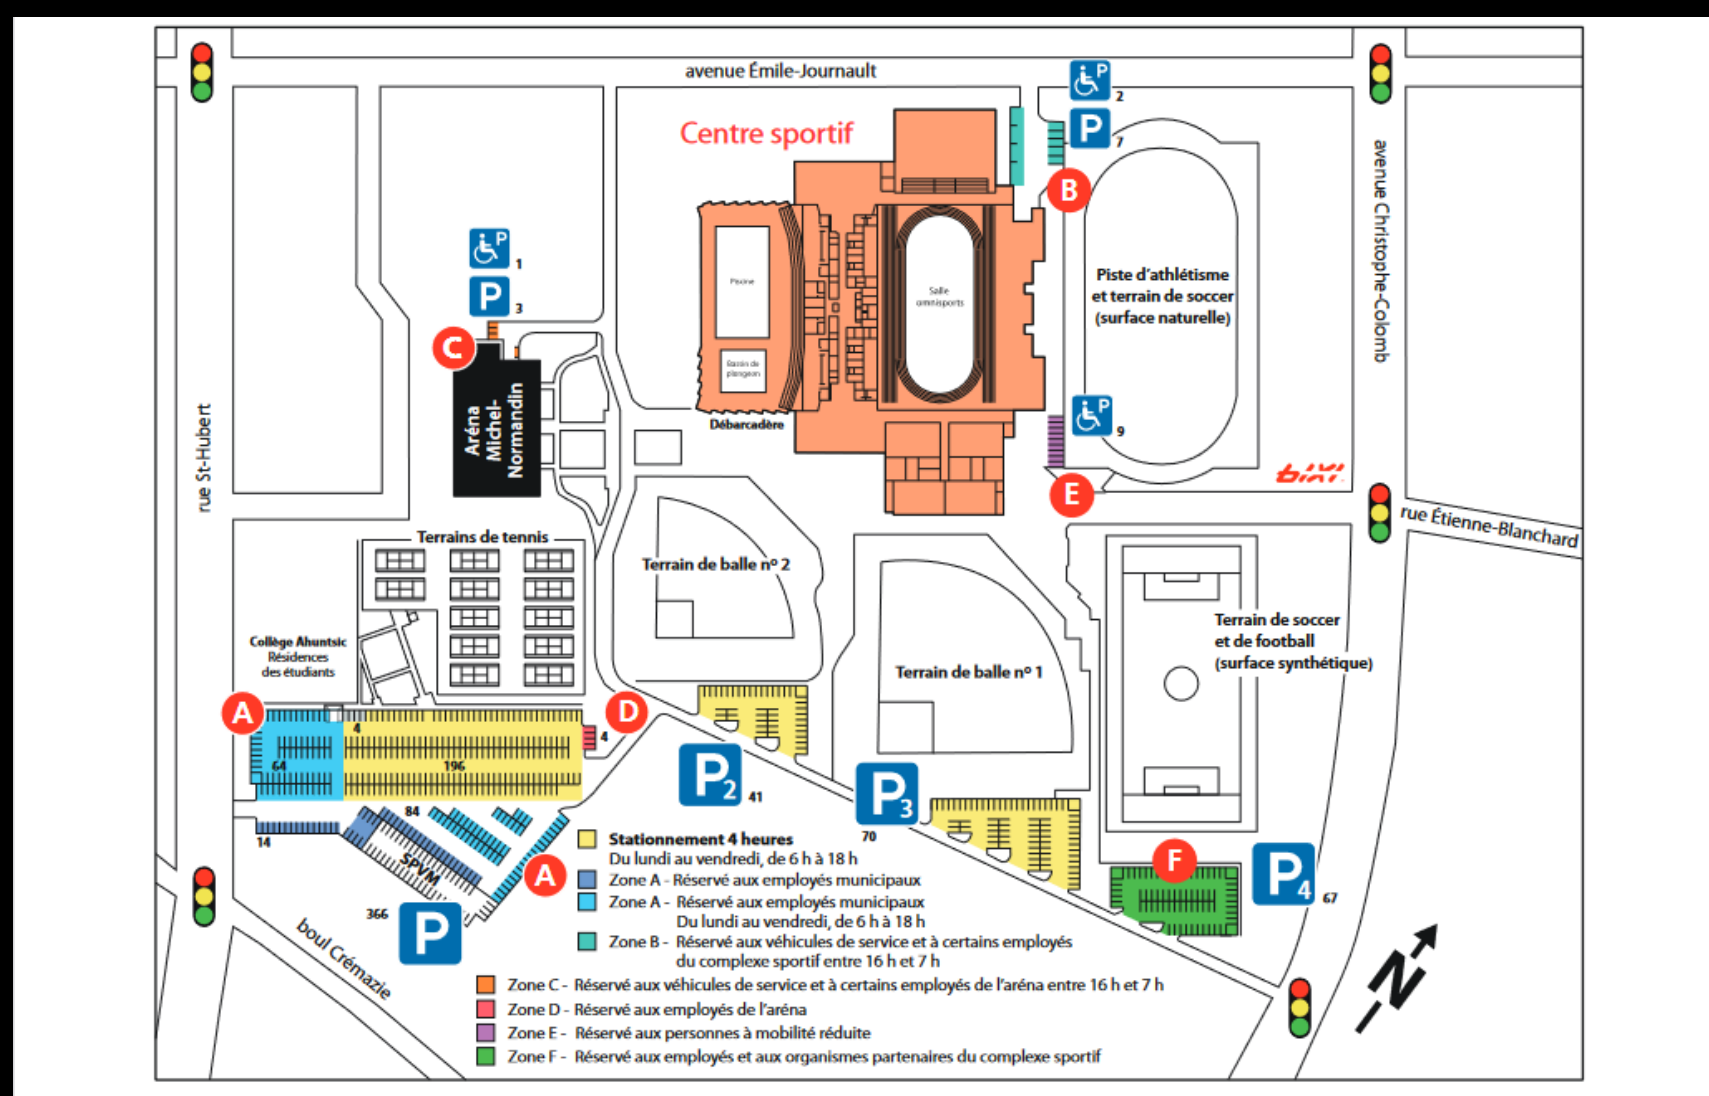 avenue Émile-Journault
P
2
Centre sportif
P
7
B
avenue Christophe-Colomb
P
1
P
3
C
Piscine
Salle
omnisports
Piste d'athlétisme
et terrain de soccer
(surface naturelle)
Bassin de
plongeon
Aréna
Michel-
Normandin
rue St-Hubert
Débarcadère
P
9
bixi
E
rue Étienne-Blanchard
Terrains de tennis
Terrain de balle nº 2
Terrain de soccer
et de football
(surface synthétique)
Collège Ahuntsic
Résidences
des étudiants
Terrain de balle nº 1
A
D
4
4
64
196
P2
41
P3
70
84
14
SPVM
A
366
P
F
P4
67
boul Crémazie
N
Stationnement 4 heures
Du lundi au vendredi, de 6 h à 18 h
Zone A - Réservé aux employés municipaux
Zone A - Réservé aux employés municipaux
Du lundi au vendredi, de 6 h à 18 h
Zone B - Réservé aux véhicules de service et à certains employés
du complexe sportif entre 16 h et 7 h
Zone C - Réservé aux véhicules de service et à certains employés de l'aréna entre 16 h et 7 h
Zone D - Réservé aux employés de l'aréna
Zone E - Réservé aux personnes à mobilité réduite
Zone F - Réservé aux employés et aux organismes partenaires du complexe sportif